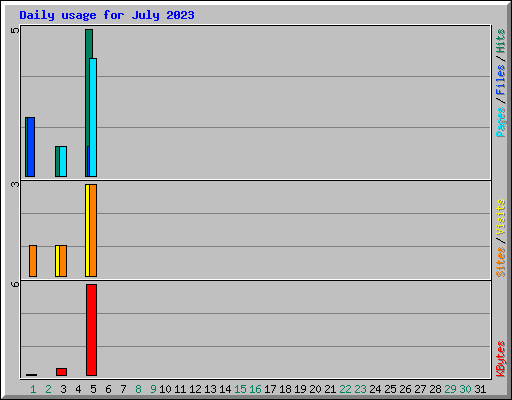 Daily usage for July 2023
5
Pages/Files/Hits
3
Sites/Visits
6
KBytes
1 2 3 4 5 6 7 8 9 10 11 12 13 14 15 16 17 18 19 20 21 22 23 24 25 26 27 28 29 30 31